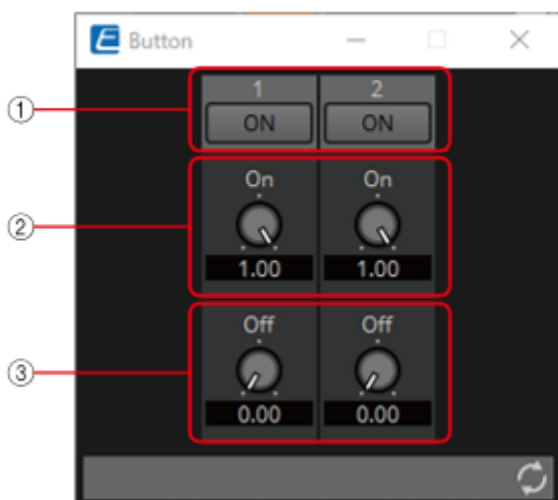 Button
1 2
① ON ON
On On
②
1.00 1.00
Off Off
③
0.00 0.00